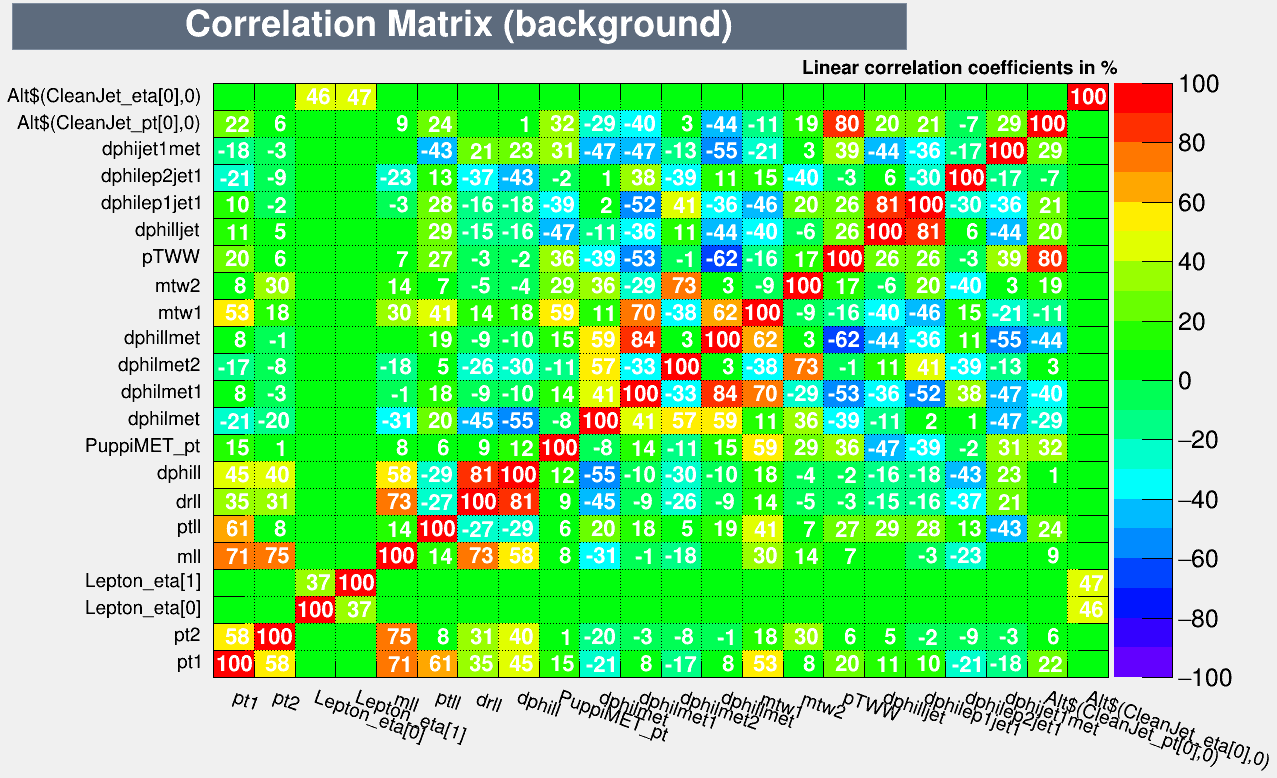 Correlation Matrix (background)
Linear correlation coefficients in %
Alt$(CleanJet_eta[0],0) 46 47 100
Alt$(CleanJet_pt[0],0) 22 6 9 24 1 32 -29 -40 3 -44 -11 19 80 20 21 -7 29 100
dphijet1met -18 -3 -43 21 23 31 -47 -47 -13 -55 -21 3 39 -44 -36 -17 100 29
dphilep2jet1 -21 -9 -23 13 -37 -43 -2 1 38 -39 11 15 -40 -3 6 -30 100 -17 -7
dphilep1jet1 10 -2 -3 28 -16 -18 -39 2 -52 41 -36 -46 20 26 81 100 -30 -36 21
dphilljet 11 5 29 -15 -16 -47 -11 -36 11 -44 -40 -6 26 100 81 6 -44 20
pTWW 20 6 7 27 -3 -2 36 -39 -53 -1 -62 -16 17 100 26 26 -3 39 80
mtw2 8 30 14 7 -5 -4 29 36 -29 73 3 -9 100 17 -6 20 -40 3 19
mtw1 53 18 30 41 14 18 59 11 70 -38 62 100 -9 -16 -40 -46 15 -21 -11
dphillmet 8 -1 19 -9 -10 15 59 84 3 100 62 3 -62 -44 -36 11 -55 -44
dphilmet2 -17 -8 -18 5 -26 -30 -11 57 -33 100 3 -38 73 -1 11 41 -39 -13 3
dphilmet1 8 -3 -1 18 -9 -10 14 41 100 -33 84 70 -29 -53 -36 -52 38 -47 -40
dphilmet -21 -20 -31 20 -45 -55 -8 100 41 57 59 11 36 -39 -11 2 1 -47 -29
PuppiMET_pt 15 1 8 6 9 12 100 -8 14 -11 15 59 29 36 -47 -39 -2 31 32
dphill 45 40 58 -29 81 100 12 -55 -10 -30 -10 18 -4 -2 -16 -18 -43 23 1
drll 35 31 73 -27 100 81 9 -45 -9 -26 -9 14 -5 -3 -15 -16 -37 21
ptll 61 8 14 100 -27 -29 6 20 18 5 19 41 7 27 29 28 13 -43 24
mll 71 75 100 14 73 58 8 -31 -1 -18 30 14 7 -3 -23 9
Lepton_eta[1] 37 100 47
Lepton_eta[0] 100 37 46
pt2 58 100 75 8 31 40 1 -20 -3 -8 -1 18 30 6 5 -2 -9 -3 6
pt1 100 58 71 61 35 45 15 -21 8 -17 8 53 8 20 11 10 -21 -18 22
pt1
pt2
Lepton_eta[0]
Lepton_eta[1]
mll
ptll
drll
dphill
PuppiMET_pt
dphilmet
dphilmet1
dphilmet2
dphillmet
mtw1
mtw2
pTWW
dphilljet
dphilep1jet1
dphilep2jet1
dphijet1met
Alt$(CleanJet_pt[0],0)
Alt$(CleanJet_eta[0],0)
100
80
60
40
20
0
−20
−40
−60
−80
−100